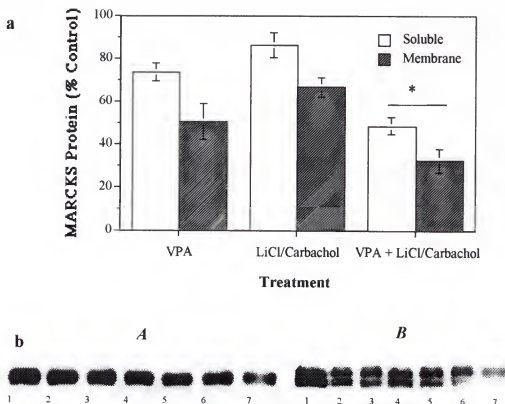 a
MARCKS Protein (% Control)
100
80
60
40
20
0
Soluble
Membrane
*
VPA
LiCl/Carbachol
VPA + LiCl/Carbachol
Treatment
b
A
B
1 2 3 4 5 6 7
1 2 3 4 5 6 7